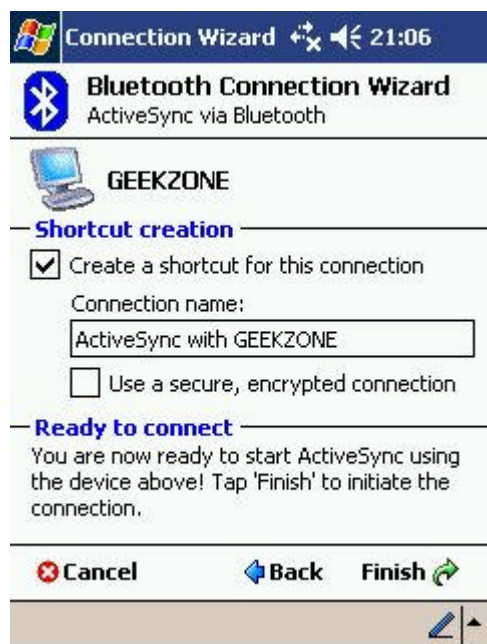 Connection Wizard 21:06
Bluetooth Connection Wizard
ActiveSync via Bluetooth
GEEKZONE
Shortcut creation
Create a shortcut for this connection
Connection name:
ActiveSync with GEEKZONE
Use a secure, encrypted connection
Ready to connect
You are now ready to start ActiveSync using
the device above! Tap 'Finish' to initiate the
connection.
Cancel Back Finish